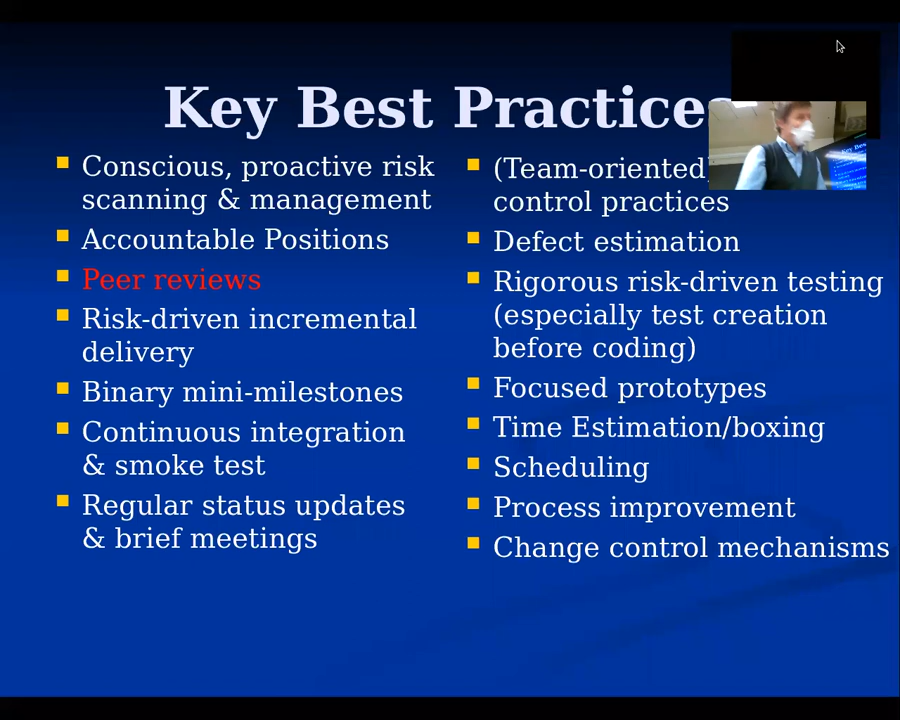 Key Best Practices
Conscious, proactive risk
scanning & management
Accountable Positions
Peer reviews
Risk-driven incremental
delivery
Binary mini-milestones
Continuous integration
& smoke test
Regular status updates
& brief meetings
(Team-oriented
control practices
Defect estimation
Rigorous risk-driven testing
(especially test creation
before coding)
Focused prototypes
Time Estimation/boxing
Scheduling
Process improvement
Change control mechanisms